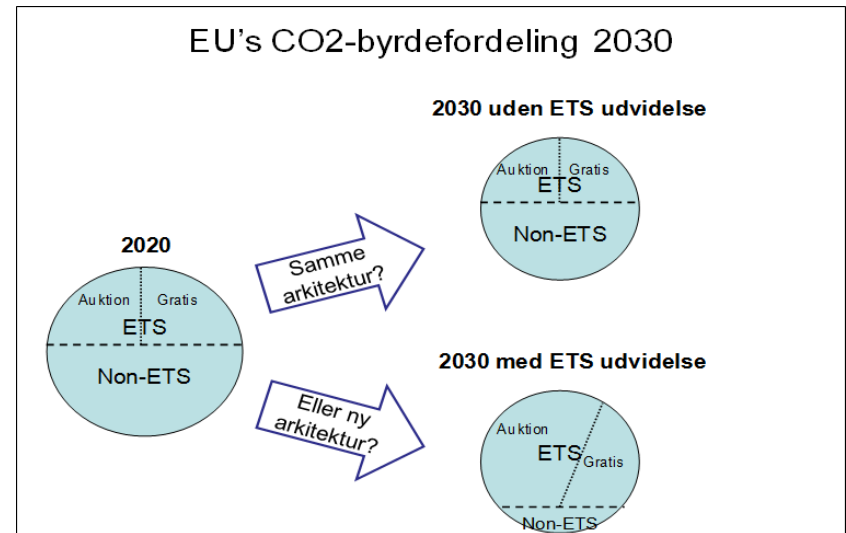 EU's CO2-byrdefordeling 2030
2030 uden ETS udvidelse
Auktion Gratis
ETS
Non-ETS
2020
Auktion Gratis
ETS
Non-ETS
Samme
arkitektur?
Eller ny
arkitektur?
2030 med ETS udvidelse
Auktion
ETS
Gratis
Non-ETS